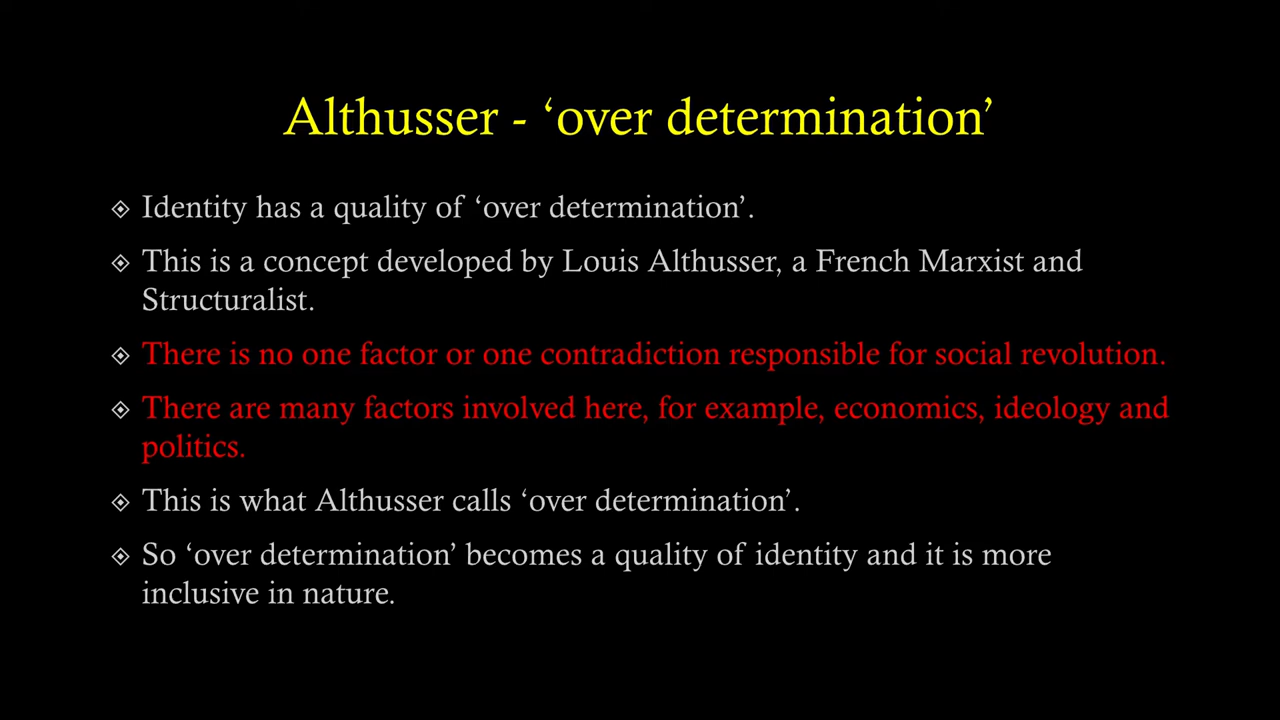 Althusser - ‘over determination’
Identity has a quality of ‘over determination’.
This is a concept developed by Louis Althusser, a French Marxist and
Structuralist.
There is no one factor or one contradiction responsible for social revolution.
There are many factors involved here, for example, economics, ideology and
politics.
This is what Althusser calls ‘over determination’.
So ‘over determination’ becomes a quality of identity and it is more
inclusive in nature.